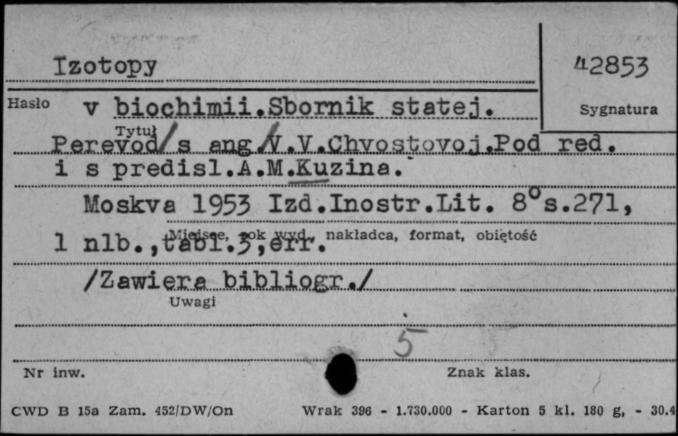 Izotopy 42853
Hasło v biochimii.Sbornik statej. Sygnatura
Tytuł
Perevod/ s ang/V.V.Chvostovoj.Pod red.
i s predisl.A.M.Kuzina.
Moskva 1953 Izd.Inostr.Lit. 8°s.271,
Miejsce, rok wyd., nakładca, format, objętość
1 nlb.,tabl.3,err.
/Zawiera bibliogr./
Uwagi
5
Nr inw. Znak klas.
CWD B 15a Zam. 452/DW/On Wrak 396 - 1.730.000 - Karton 5 kl. 180 g, - 30.4